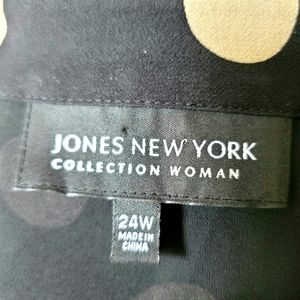 JONES NEW YORK
COLLECTION WOMAN
24W
MADE IN
CHINA